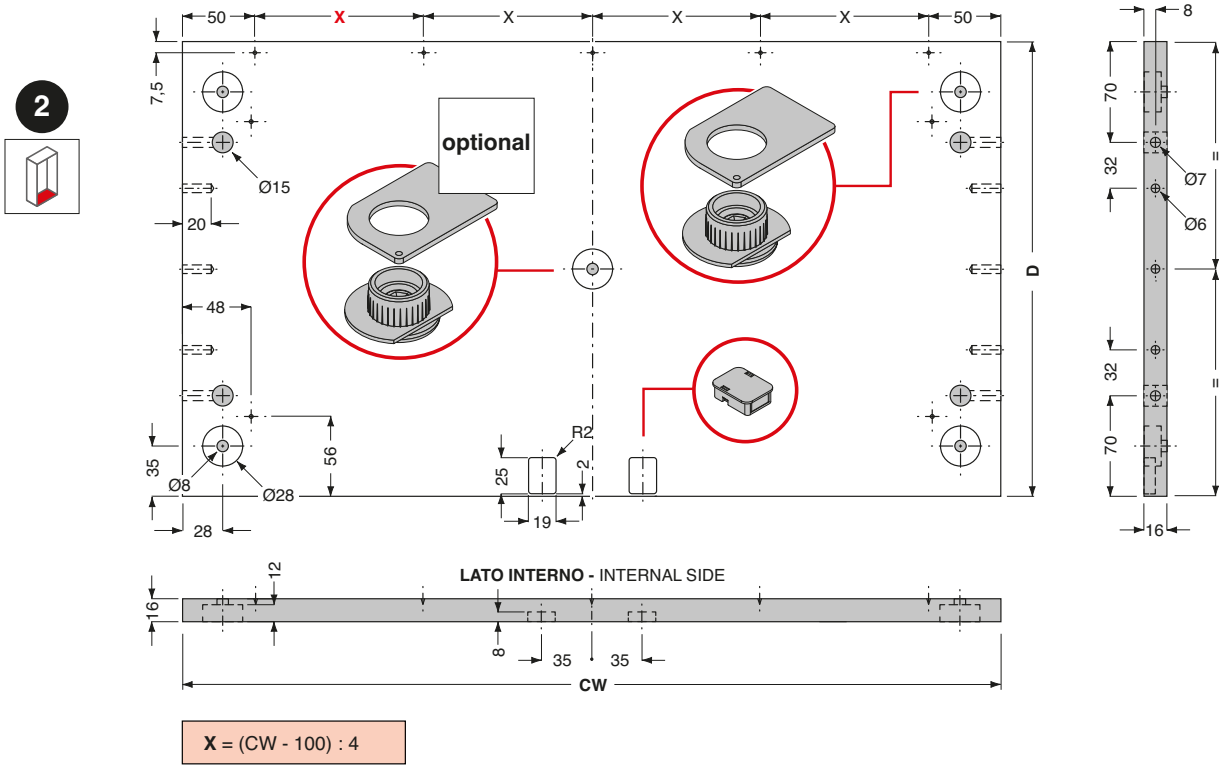 50 X X X X 50
8
7,5
2
optional
70
=
Ø15
32
Ø7
20
Ø6
D
48
32
=
R2
70
35
56
25
2
Ø8
Ø28
19
28
16
LATO INTERNO - INTERNAL SIDE
12
16
8
35 35
CW
X = (CW - 100) : 4